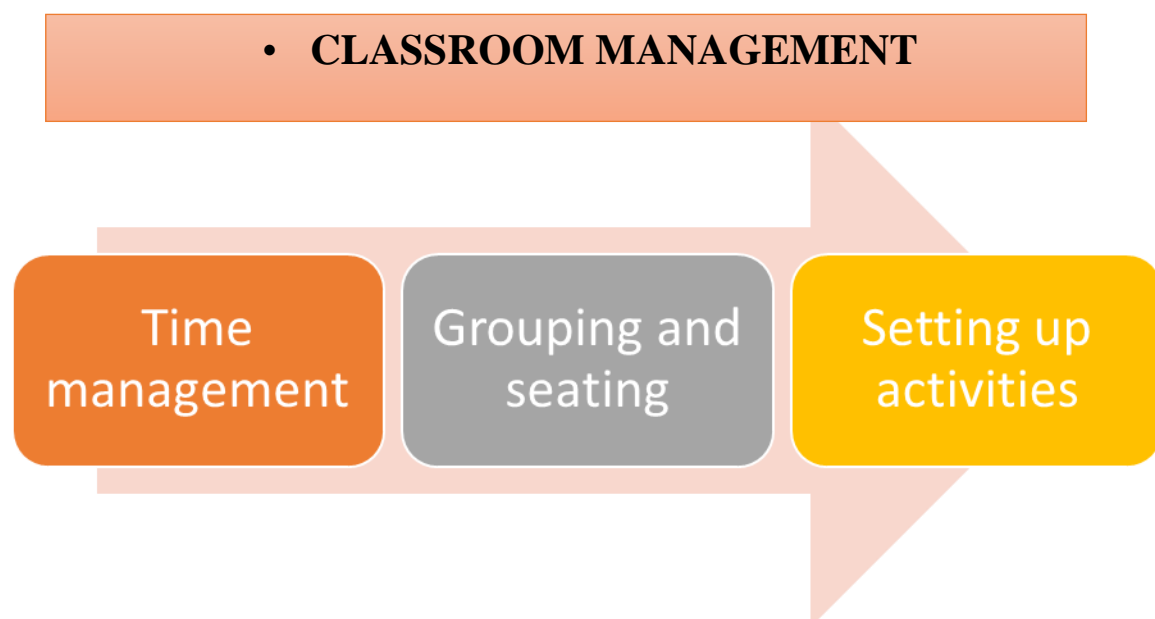 • CLASSROOM MANAGEMENT
Time
management
Grouping and
seating
Setting up
activities